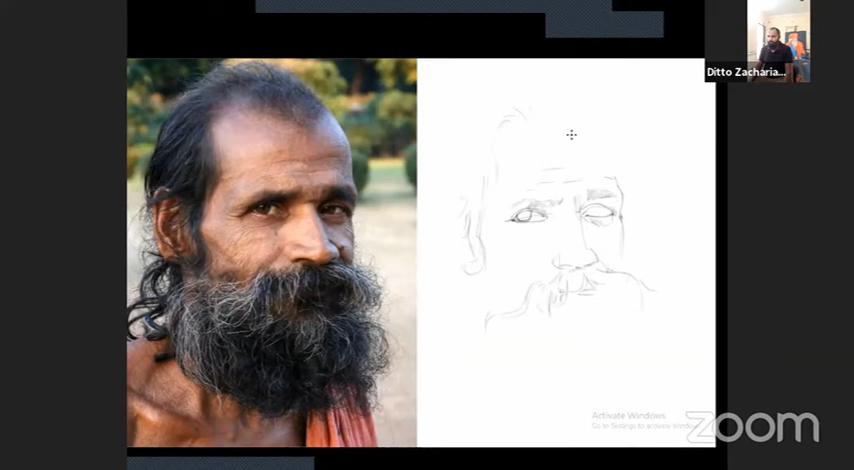 Ditto Zacharia...
Activate Windows
Go to Settings to activate Windows.
zoom